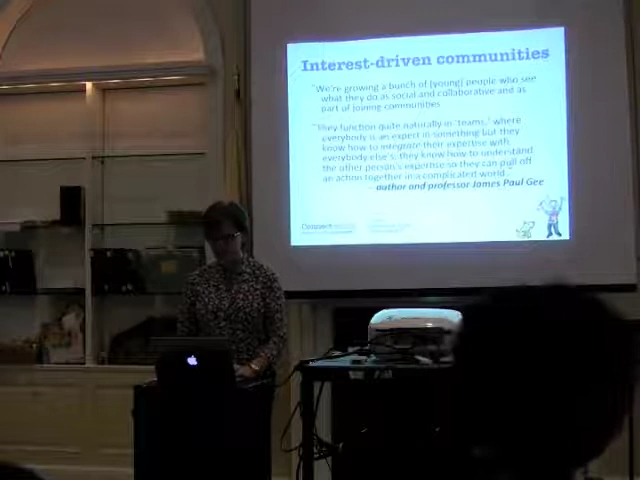 Interest-driven communities
"We're growing a bunch of [young] people who see
what they do as social and collaborative and as
part of joining communities
"They function quite naturally in 'teams,' where
everybody is an expert in something but they
know how to integrate their expertise with
everybody else's; they know how to understand
the other person's expertise so they can pull off
an action together in a complicated world."
– author and professor James Paul Gee
Connect